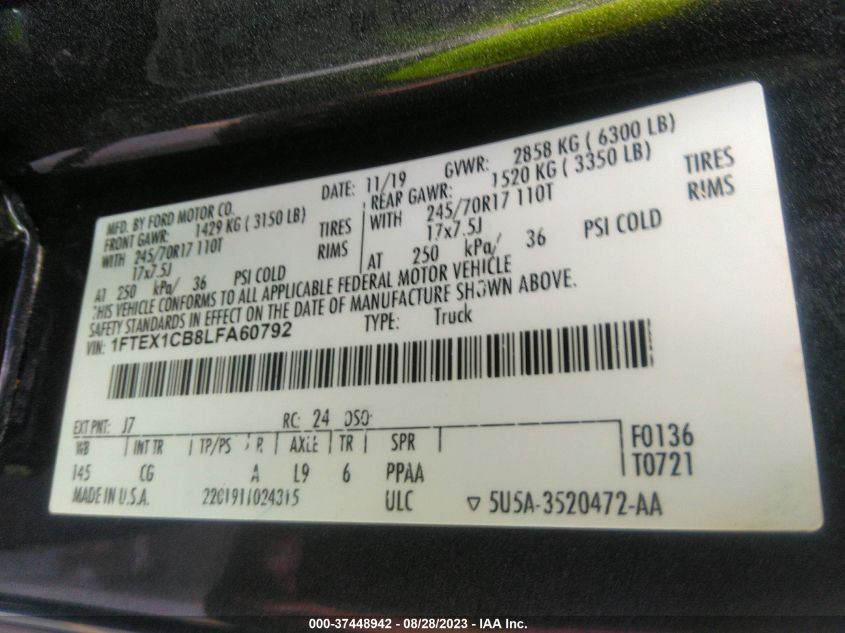 MFD. BY FORD MOTOR CO.
DATE: 11/19
GVWR: 2858 KG ( 6300 LB)
FRONT GAWR: 1429 KG ( 3150 LB)
WITH 245/70R17 110T TIRES
17x7.5J RIMS
AT 250 kPa/ 36 PSI COLD
REAR GAWR: 1520 KG ( 3350 LB)
WITH 245/70R17 110T TIRES
17x7.5J RIMS
AT 250 kPa/ 36 PSI COLD
THIS VEHICLE CONFORMS TO ALL APPLICABLE FEDERAL MOTOR VEHICLE
SAFETY STANDARDS IN EFFECT ON THE DATE OF MANUFACTURE SHOWN ABOVE.
VIN: 1FTEX1CB8LFA60792
TYPE: Truck
EXT PNT: J7 RC: 24 DSO:
WB INT TR TP/PS R AXLE TR SPR
145 CG A L9 6 PPAA
F0136
T0721
MADE IN U.S.A. ULC 5U5A-3520472-AA
000-37448942 - 08/28/2023 - IAA Inc.